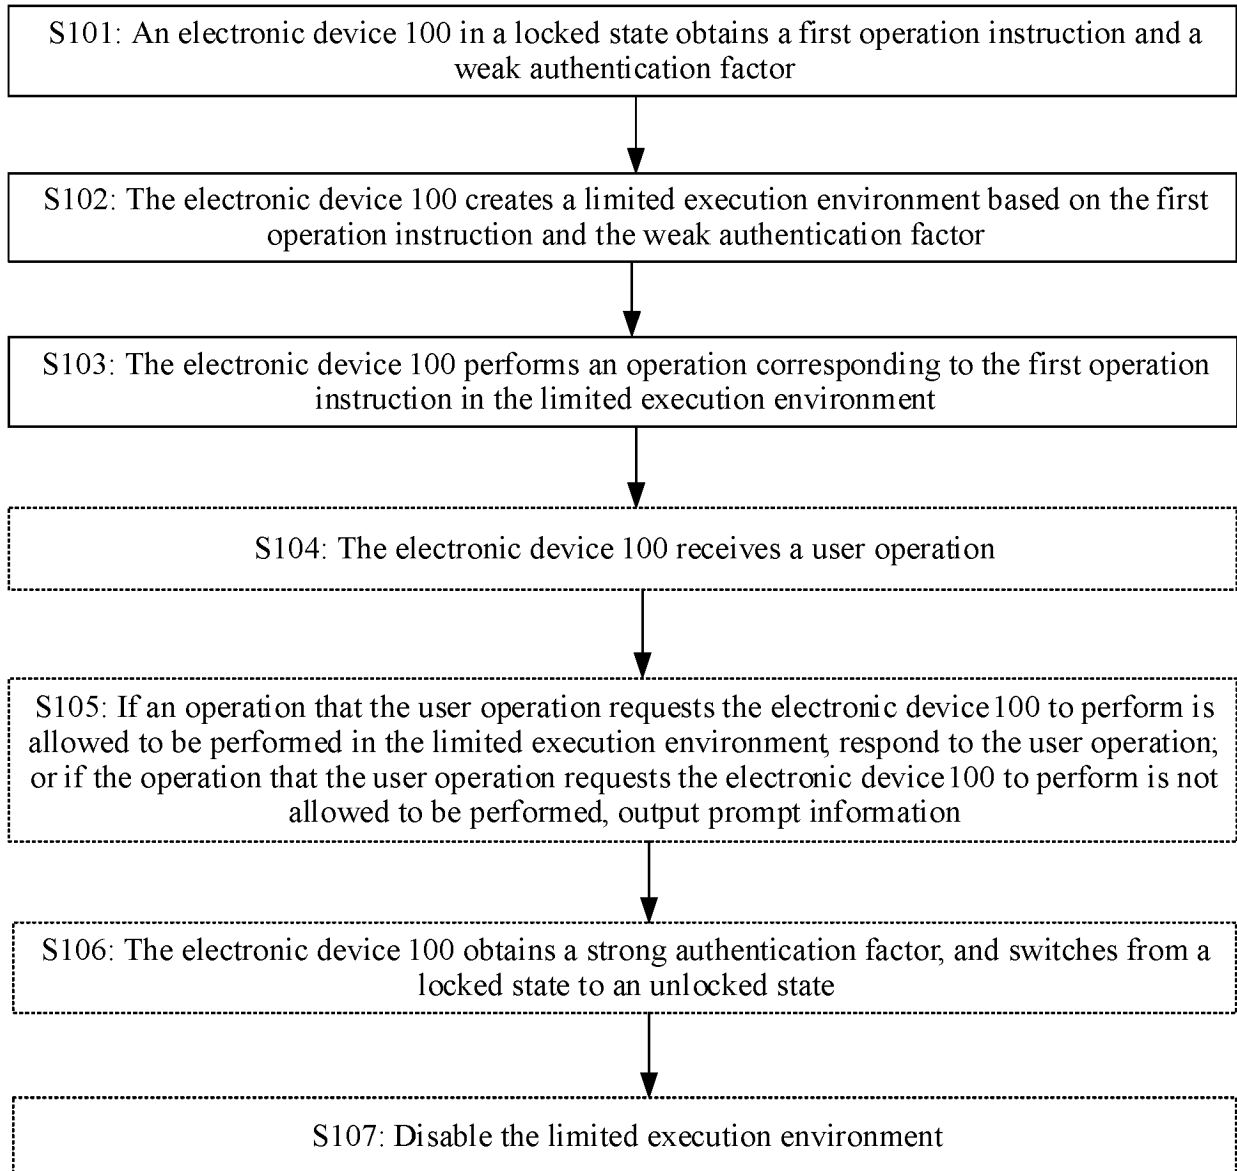 S101: An electronic device 100 in a locked state obtains a first operation instruction and a
weak authentication factor
S102: The electronic device 100 creates a limited execution environment based on the first
operation instruction and the weak authentication factor
S103: The electronic device 100 performs an operation corresponding to the first operation
instruction in the limited execution environment
S104: The electronic device 100 receives a user operation
S105: If an operation that the user operation requests the electronic device 100 to perform is
allowed to be performed in the limited execution environment, respond to the user operation;
or if the operation that the user operation requests the electronic device 100 to perform is not
allowed to be performed, output prompt information
S106: The electronic device 100 obtains a strong authentication factor, and switches from a
locked state to an unlocked state
S107: Disable the limited execution environment